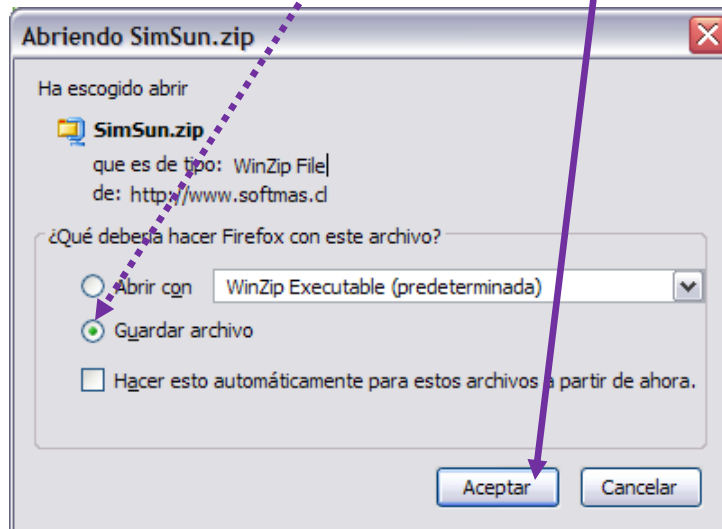 Abriendo SimSun.zip
Ha escogido abrir
SimSun.zip
que es de tipo: WinZip File
de: http://www.softmas.cl
¿Qué debería hacer Firefox con este archivo?
Abrir con WinZip Executable (predeterminada)
Guardar archivo
Hacer esto automáticamente para estos archivos a partir de ahora.
Aceptar Cancelar